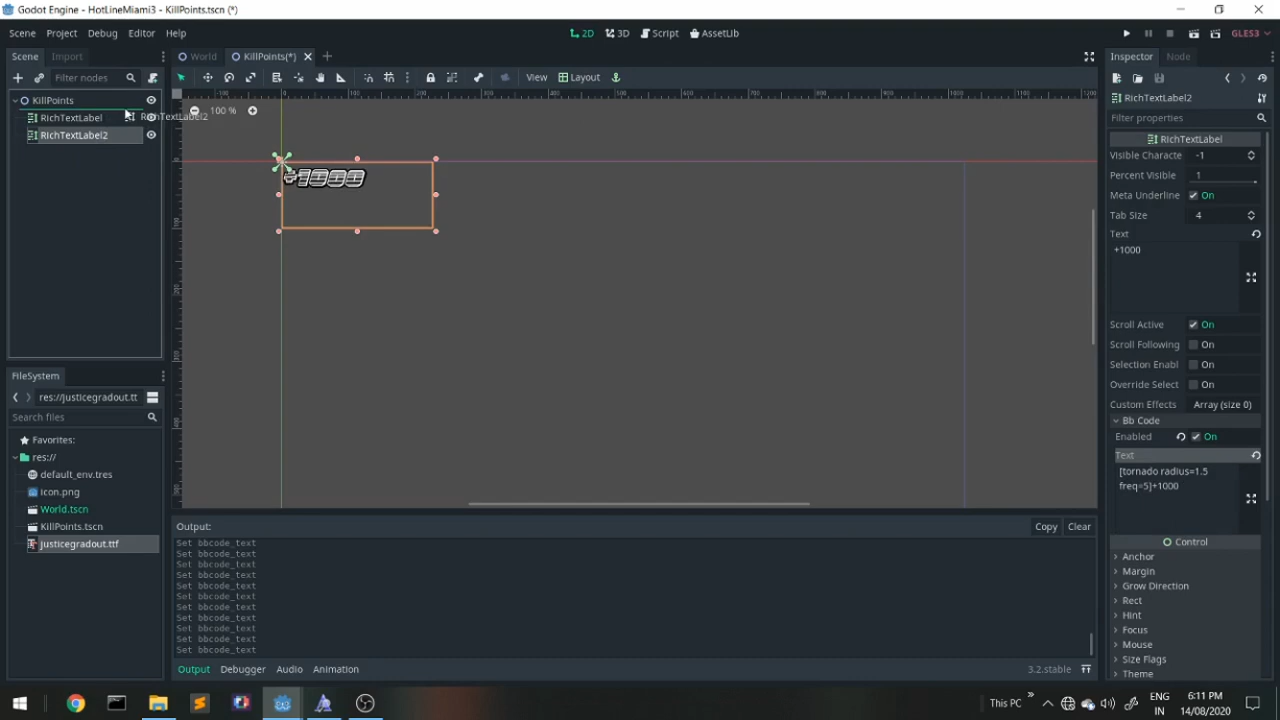 Godot Engine - HotLineMiami3 - KillPoints.tscn (*)
Scene Project Debug Editor Help 2D 3D Script AssetLib GLES3
Scene Import World KillPoints(*) Inspector Node
Filter nodes View Layout
KillPoints RichTextLabel2
100 %
RichTextLabel RichTextLabel2
RichTextLabel2
Filter properties
RichTextLabel
Visible Characte -1
Percent Visible 1
Meta Underline On
Tab Size 4
Text
+1000
+1000
Scroll Active On
Scroll Following On
Selection Enabl On
Override Select On
Custom Effects Array (size 0)
Bb Code
Enabled On
Text
[tornado radius=1.5
freq=5]+1000
FileSystem
res://justicegradout.tt
Search files
Favorites:
res://
default_env.tres
icon.png
World.tscn
KillPoints.tscn
justicegradout.ttf
Output: Copy Clear
Set bbcode_text
Set bbcode_text
Set bbcode_text
Set bbcode_text
Set bbcode_text
Set bbcode_text
Set bbcode_text
Set bbcode_text
Set bbcode_text
Set bbcode_text
Set bbcode_text
Control
Anchor
Margin
Grow Direction
Rect
Hint
Focus
Mouse
Size Flags
Theme
Output Debugger Audio Animation 3.2.stable
This PC ENG 6:11 PM
IN 14/08/2020